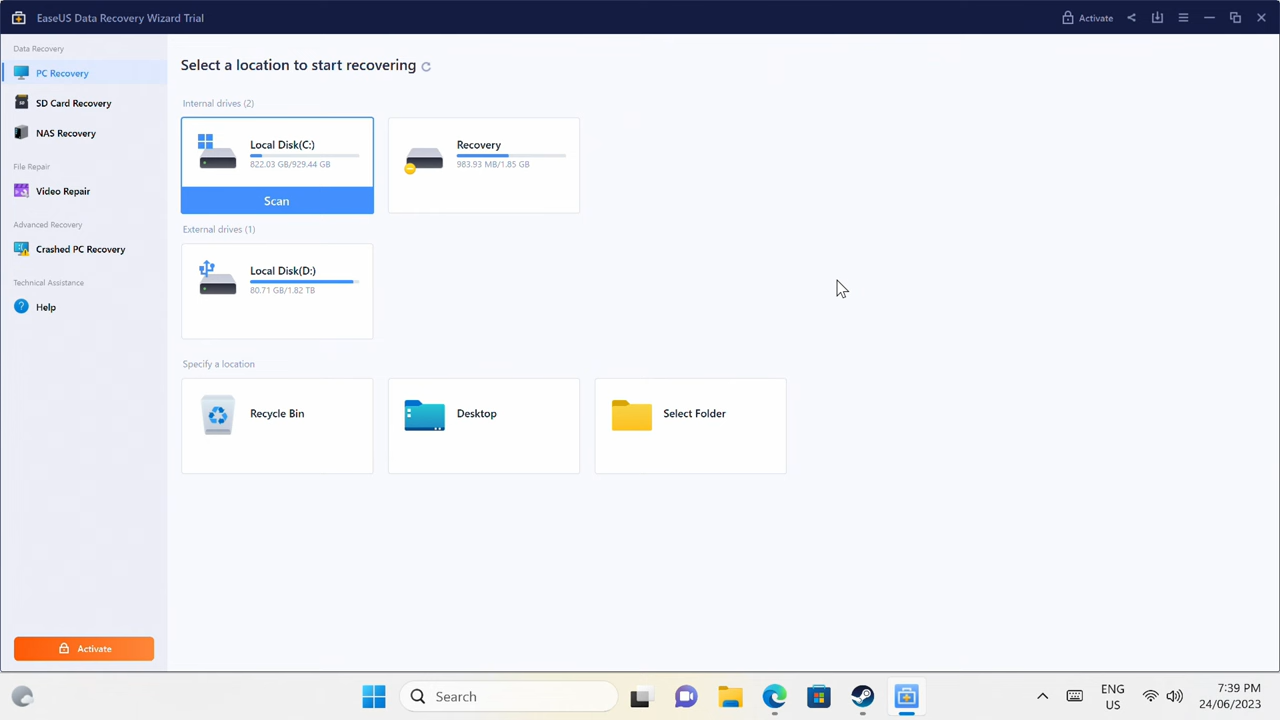 EaseUS Data Recovery Wizard Trial
Activate
Data Recovery
PC Recovery
SD Card Recovery
NAS Recovery
File Repair
Video Repair
Advanced Recovery
Crashed PC Recovery
Technical Assistance
Help
Activate
Select a location to start recovering
Internal drives (2)
Local Disk(C:)
822.03 GB/929.44 GB
Scan
Recovery
983.93 MB/1.85 GB
External drives (1)
Local Disk(D:)
80.71 GB/1.82 TB
Specify a location
Recycle Bin
Desktop
Select Folder
Search
ENG
US
7:39 PM
24/06/2023